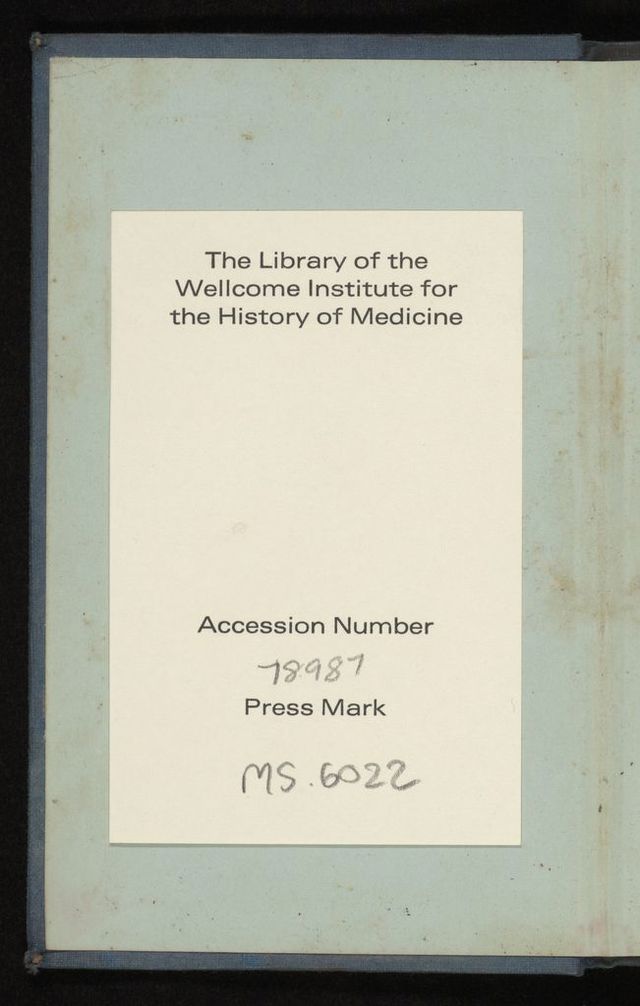 The Library of the
Wellcome Institute for
the History of Medicine
Accession Number
78987
Press Mark
MS. 6022